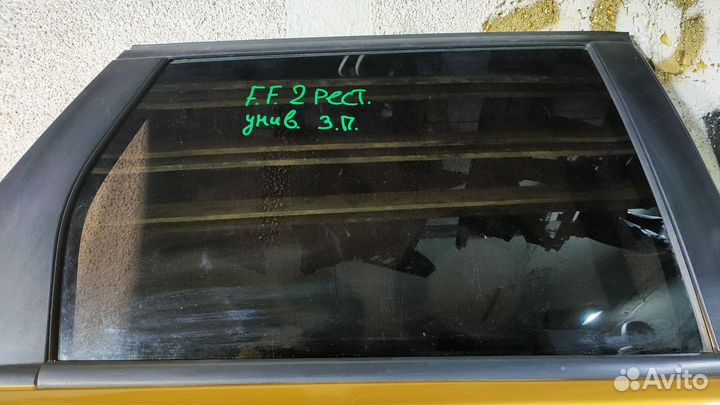 F.F. 2 рест.
унив. З.П.
Avito